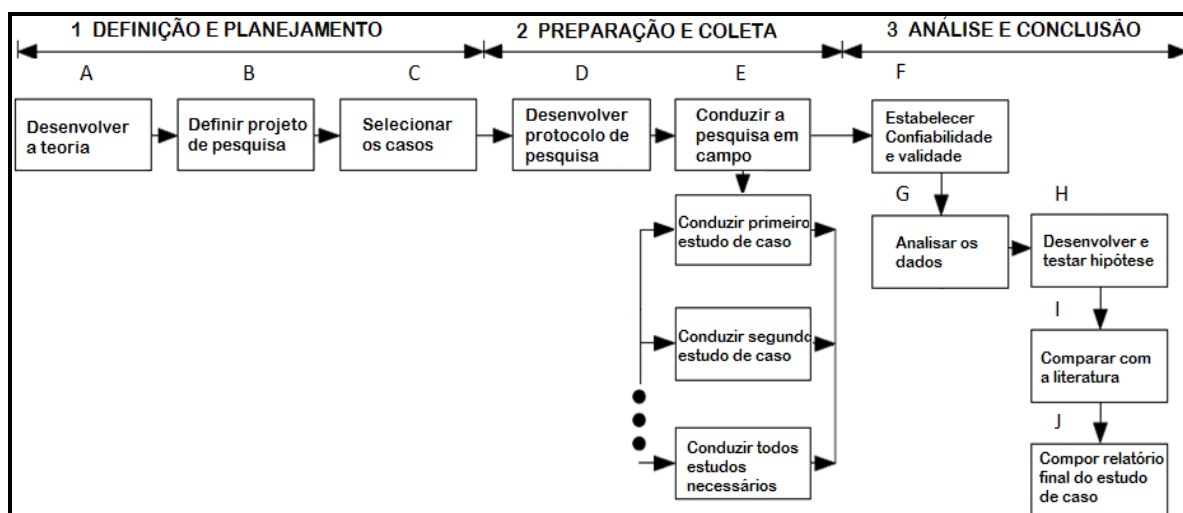 1 DEFINIÇÃO E PLANEJAMENTO
2 PREPARAÇÃO E COLETA
3 ANÁLISE E CONCLUSÃO
A
B
C
D
E
F
Desenvolver
a teoria
Definir projeto
de pesquisa
Selecionar
os casos
Desenvolver
protocolo de
pesquisa
Conduzir a
pesquisa em
campo
Estabelecer
Confiabilidade
e validade
Conduzir primeiro
estudo de caso
Conduzir segundo
estudo de caso
Conduzir todos
estudos
necessários
G
Analisar os
dados
H
Desenvolver e
testar hipótese
I
Comparar com
a literatura
J
Compor relatório
final do estudo
de caso